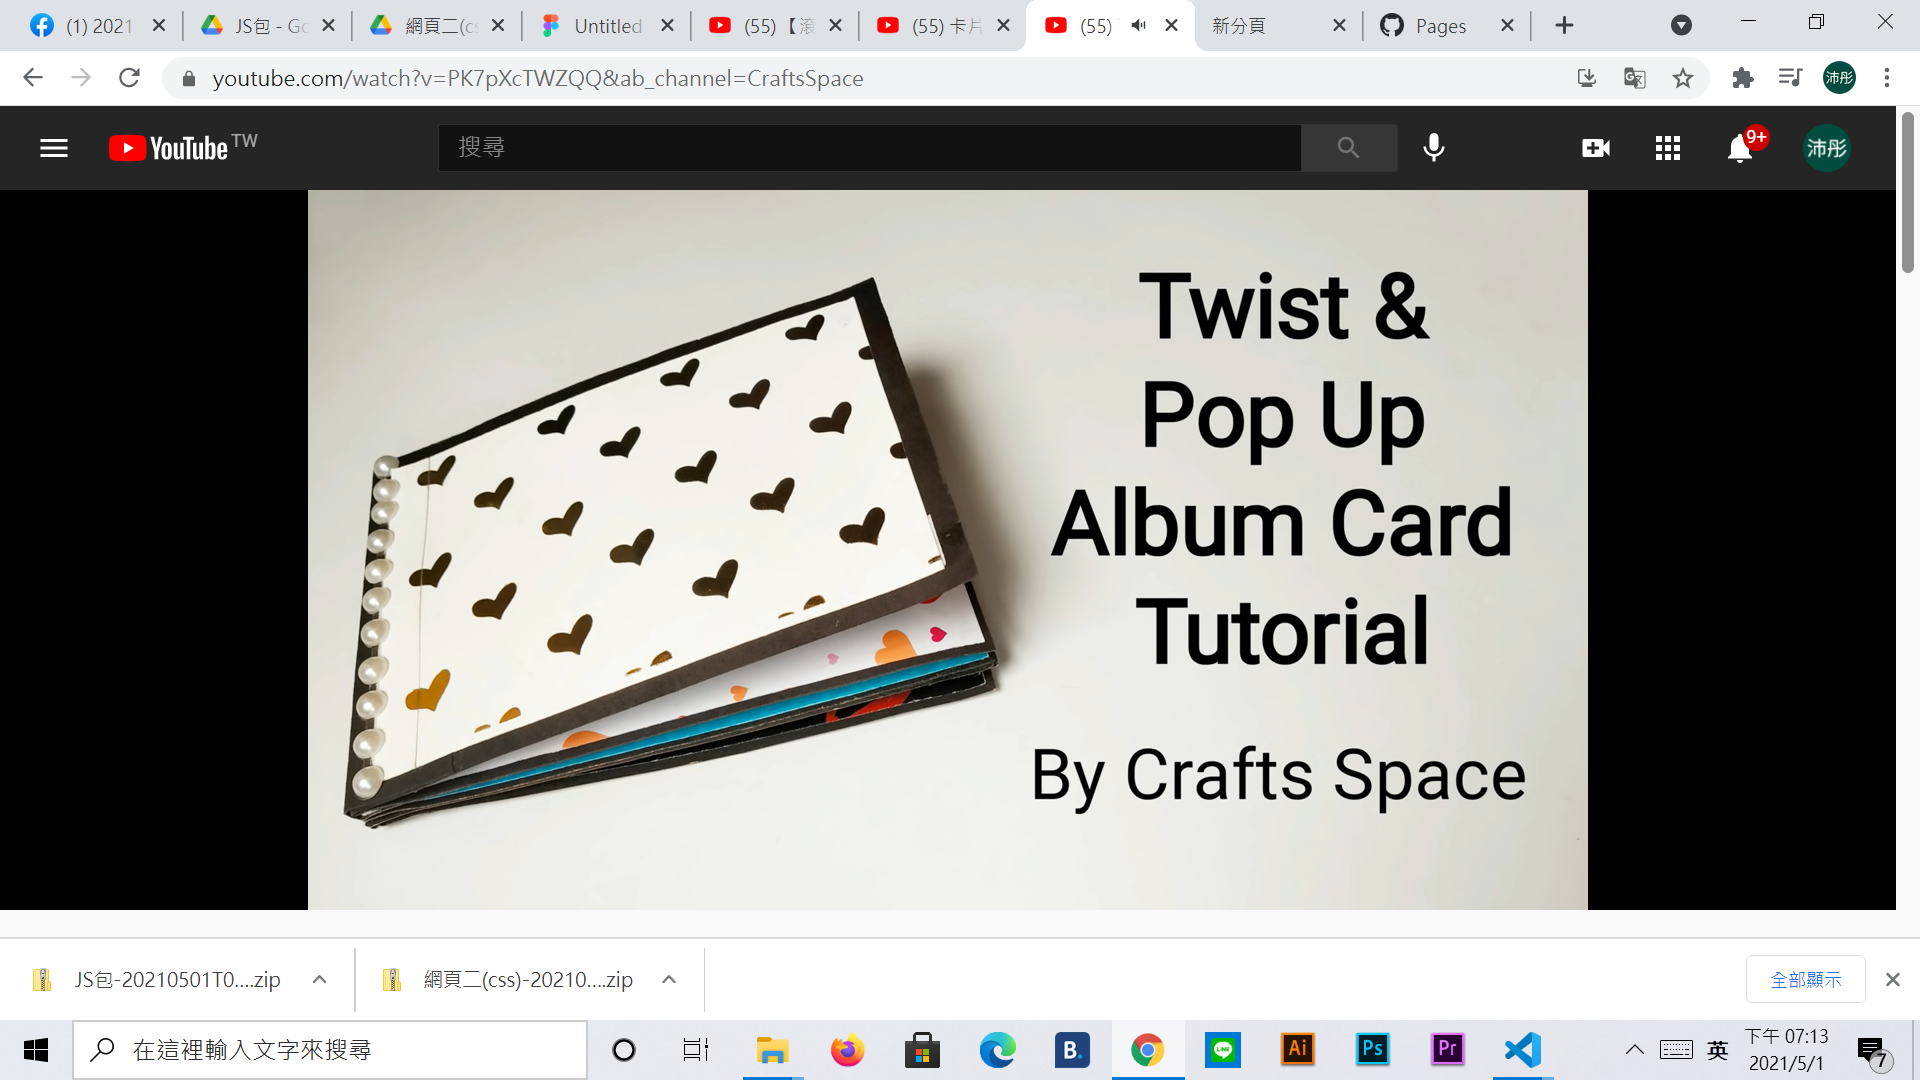 (1) 2021
JS包 - Go
網頁二(cs
Untitled
(55)【滾
(55) 卡片
(55)
新分頁
Pages
youtube.com/watch?v=PK7pXcTWZQQ&ab_channel=CraftsSpace
沛彤
YouTube TW
搜尋
9+
沛彤
Twist &
Pop Up
Album Card
Tutorial
By Crafts Space
JS包-20210501T0....zip
網頁二(css)-20210....zip
全部顯示
在這裡輸入文字來搜尋
B.
LINE
Ai
Ps
Pr
英
下午 07:13
2021/5/1
7